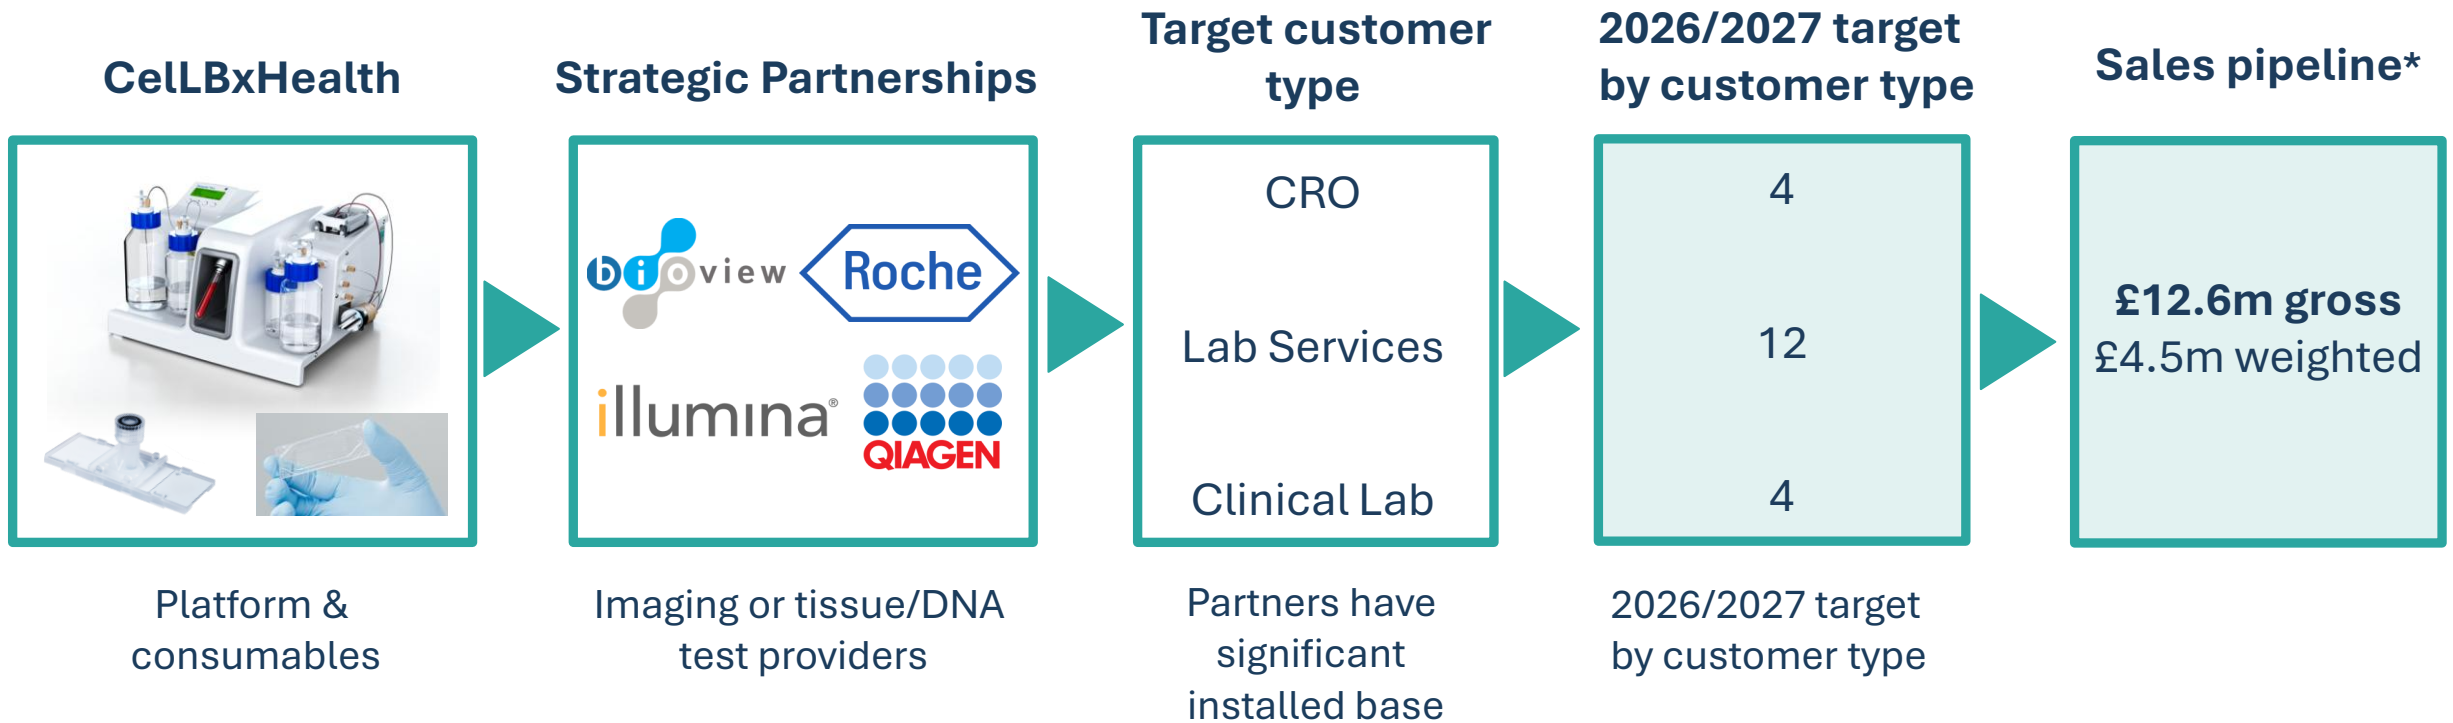 CelLBxHealth
Platform &
consumables
Strategic Partnerships
bioview
Roche
illumina®
QIAGEN
Imaging or tissue/DNA
test providers
Target customer
type
CRO
Lab Services
Clinical Lab
Partners have
significant
installed base
2026/2027 target
by customer type
4
12
4
2026/2027 target
by customer type
Sales pipeline*
£12.6m gross
£4.5m weighted